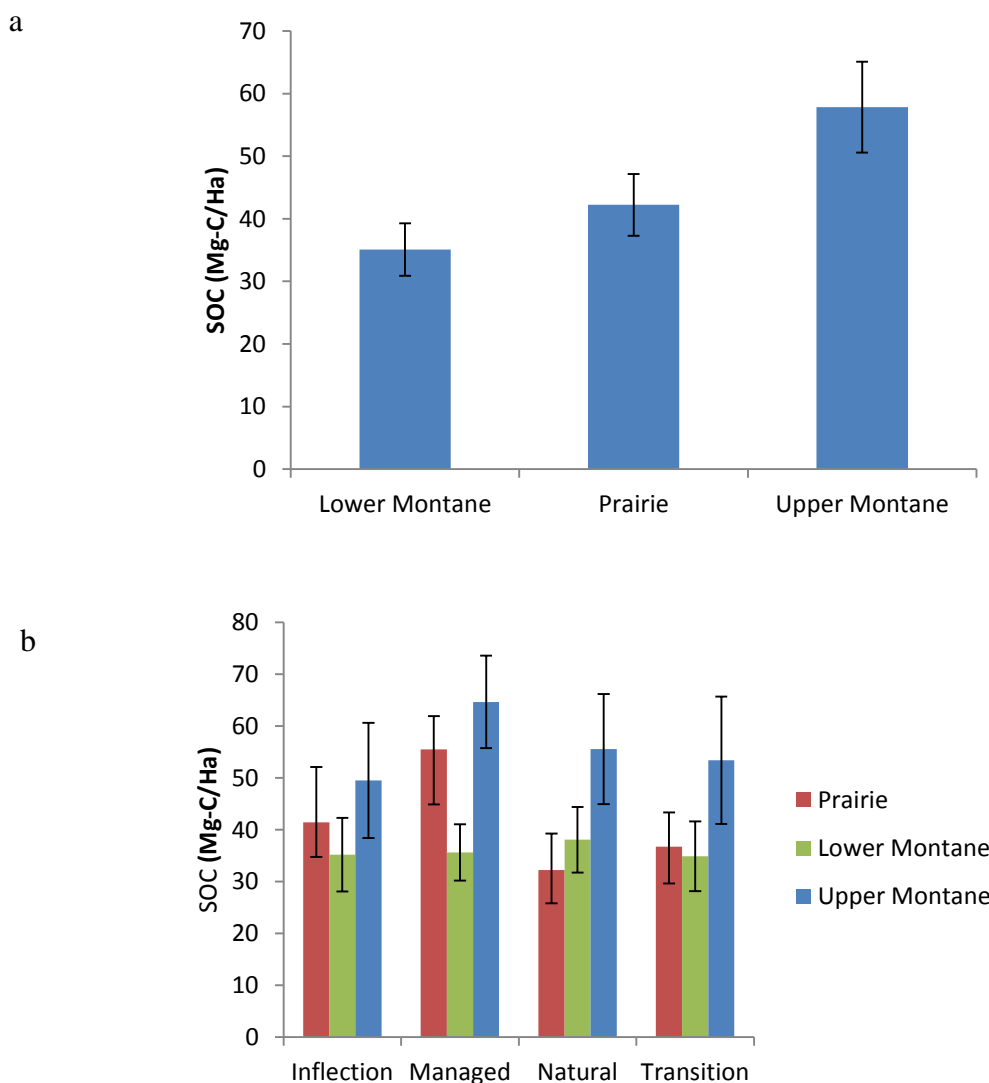 a
70
60
50
40
30
20
10
0
SOC (Mg-C/Ha)
Lower Montane Prairie Upper Montane
b
80
70
60
50
40
30
20
10
0
SOC (Mg-C/Ha)
Inflection Managed Natural Transition
Prairie
Lower Montane
Upper Montane